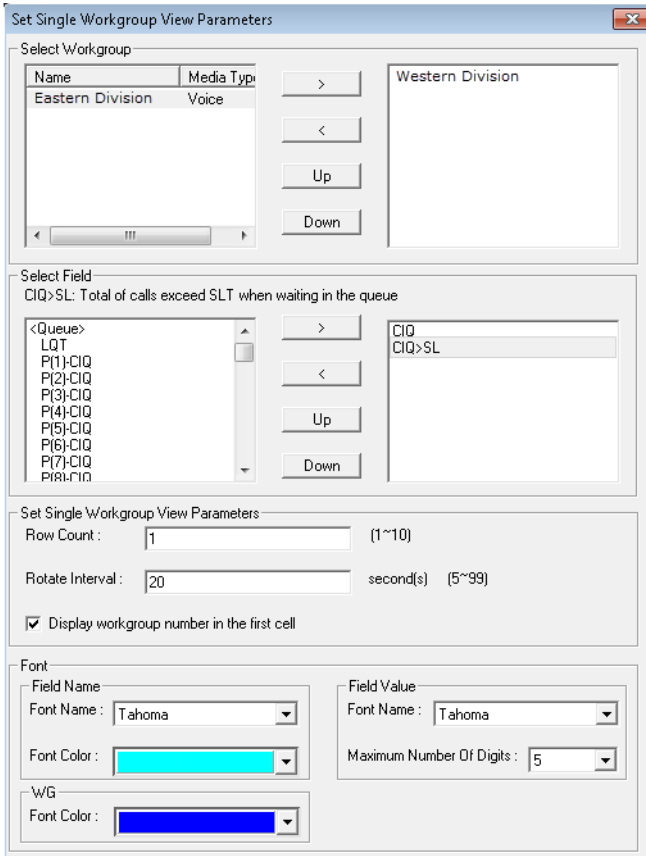 Set Single Workgroup View Parameters
Select Workgroup
Name Media Typ
Eastern Division Voice
>
<
Up
Down
Western Division
Select Field
CIQ>SL: Total of calls exceed SLT when waiting in the queue
<Queue>
LQT
P(1)-CIQ
P(2)-CIQ
P(3)-CIQ
P(4)-CIQ
P(5)-CIQ
P(6)-CIQ
P(7)-CIQ
P(8)-CIQ
>
<
Up
Down
CIQ
CIQ>SL
Set Single Workgroup View Parameters
Row Count : 1 (1~10)
Rotate Interval : 20 second(s) (5~99)
Display workgroup number in the first cell
Font
Field Name
Font Name : Tahoma
Font Color :
WG
Font Color :
Field Value
Font Name : Tahoma
Maximum Number Of Digits : 5